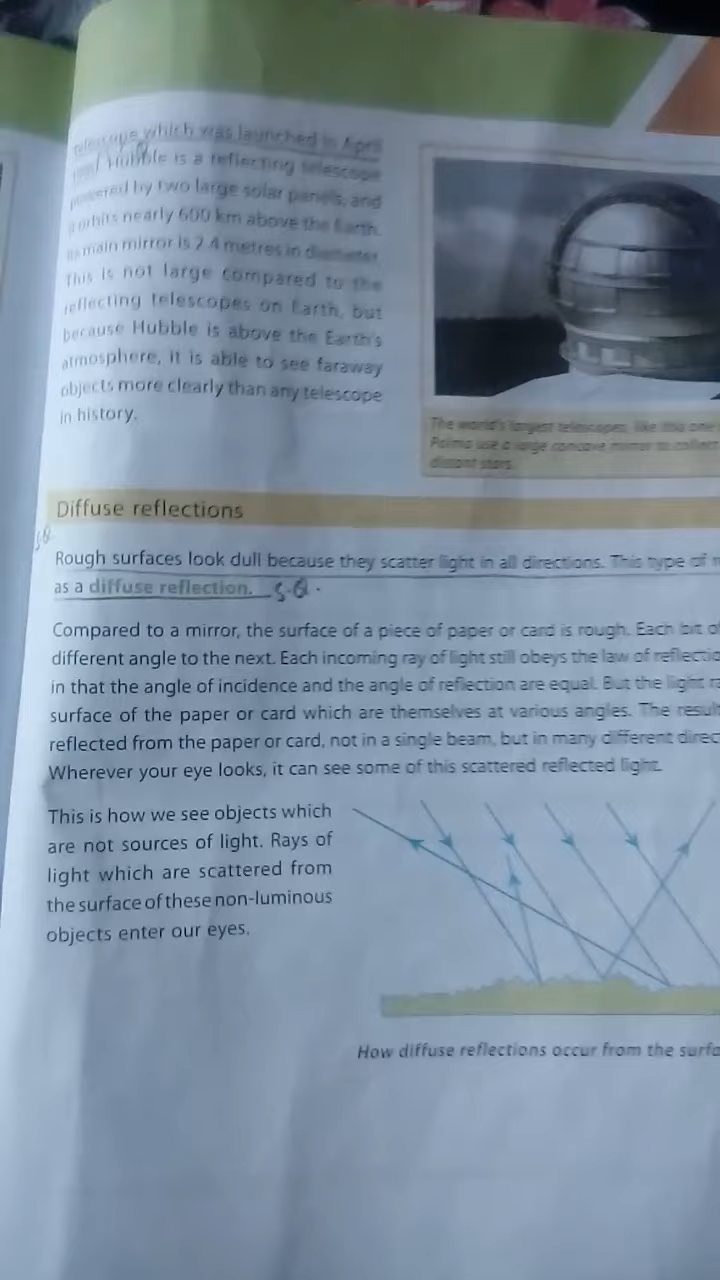 telescope which was launched in April
Hubble is a reflecting telescope
powered by two large solar panels, and
orbits nearly 600 km above the Earth.
Its main mirror is 2.4 metres in diameter.
This is not large compared to the
reflecting telescopes on Earth, but
because Hubble is above the Earth's
atmosphere, it is able to see faraway
objects more clearly than any telescope
in history.
The world's largest telescopes, like this one
Palma use a large concave mirror to collect
distant stars.
Diffuse reflections
S.Q.
Rough surfaces look dull because they scatter light in all directions. This type of
as a diffuse reflection. S.Q.
Compared to a mirror, the surface of a piece of paper or card is rough. Each bit of
different angle to the next. Each incoming ray of light still obeys the law of reflectio
in that the angle of incidence and the angle of reflection are equal. But the light ra
surface of the paper or card which are themselves at various angles. The result
reflected from the paper or card, not in a single beam, but in many different direc
Wherever your eye looks, it can see some of this scattered reflected light.
This is how we see objects which
are not sources of light. Rays of
light which are scattered from
the surface of these non-luminous
objects enter our eyes.
How diffuse reflections occur from the surfa